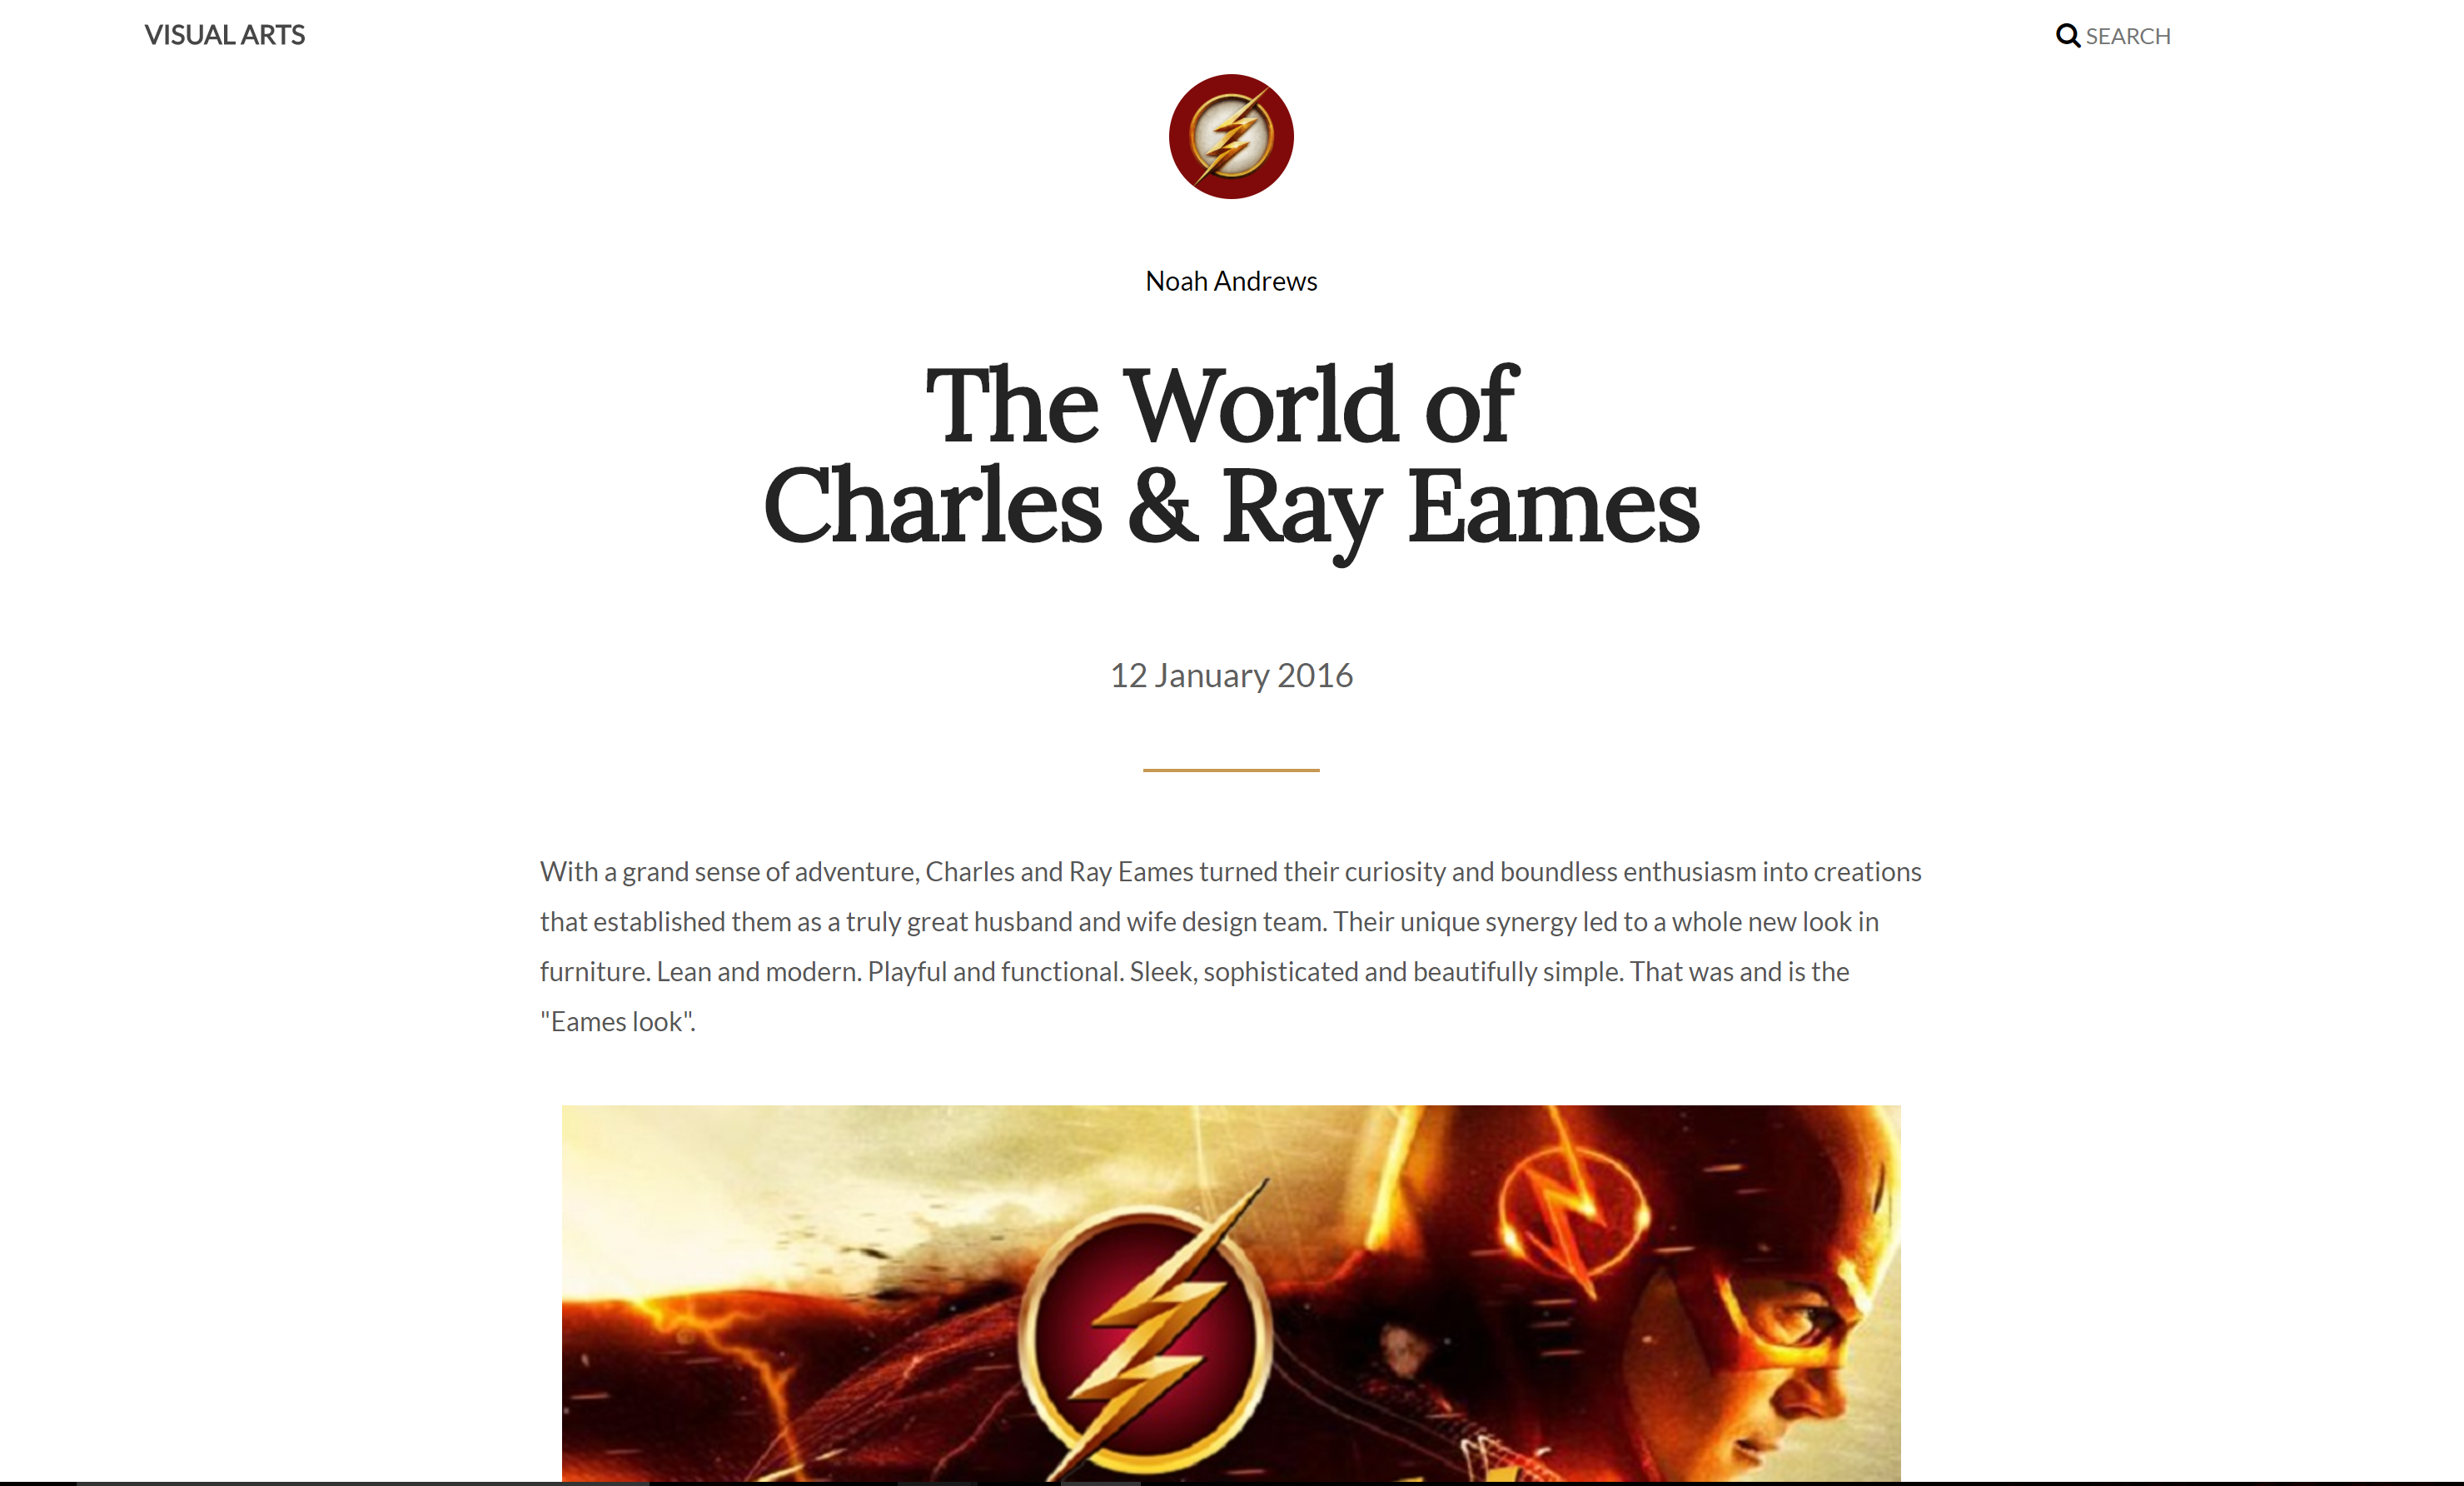 VISUAL ARTS
SEARCH
Noah Andrews
The World of
Charles & Ray Eames
12 January 2016
With a grand sense of adventure, Charles and Ray Eames turned their curiosity and boundless enthusiasm into creations
that established them as a truly great husband and wife design team. Their unique synergy led to a whole new look in
furniture. Lean and modern. Playful and functional. Sleek, sophisticated and beautifully simple. That was and is the
"Eames look".